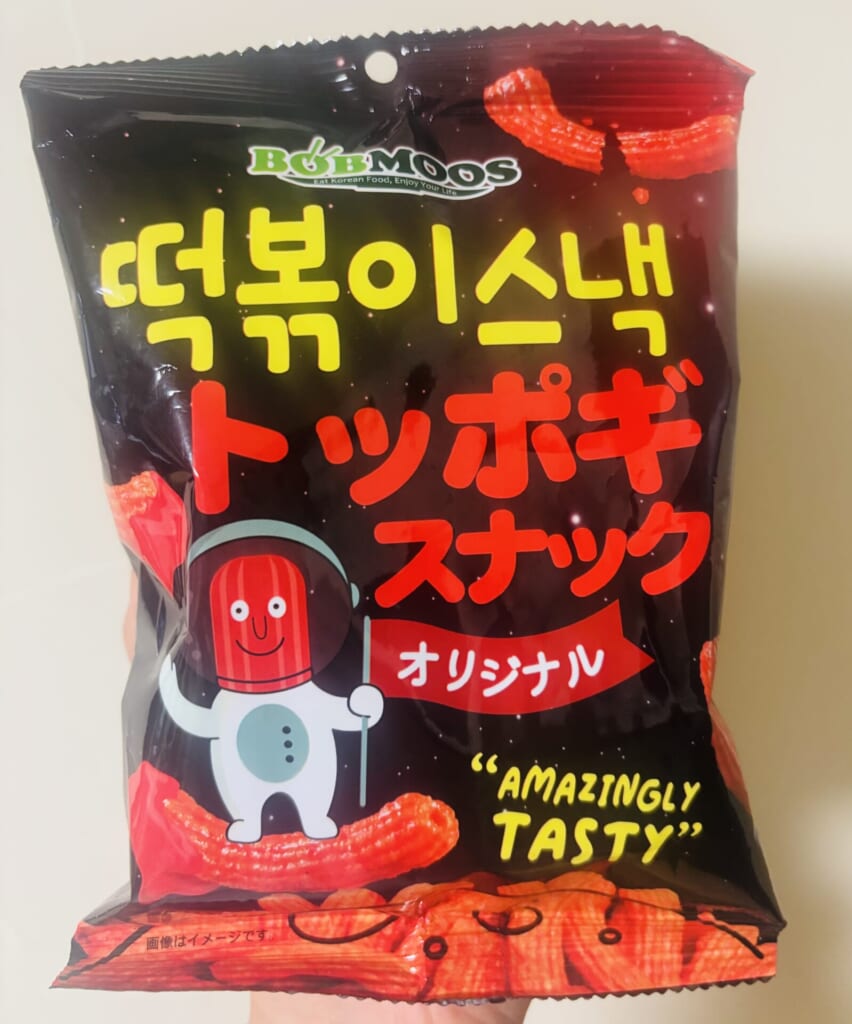 BOBMOOS
Eat Korean Food, Enjoy Your Life
떡볶이스낵
トッポギ
スナック
オリジナル
"AMAZINGLY
TASTY"
画像はイメージです。